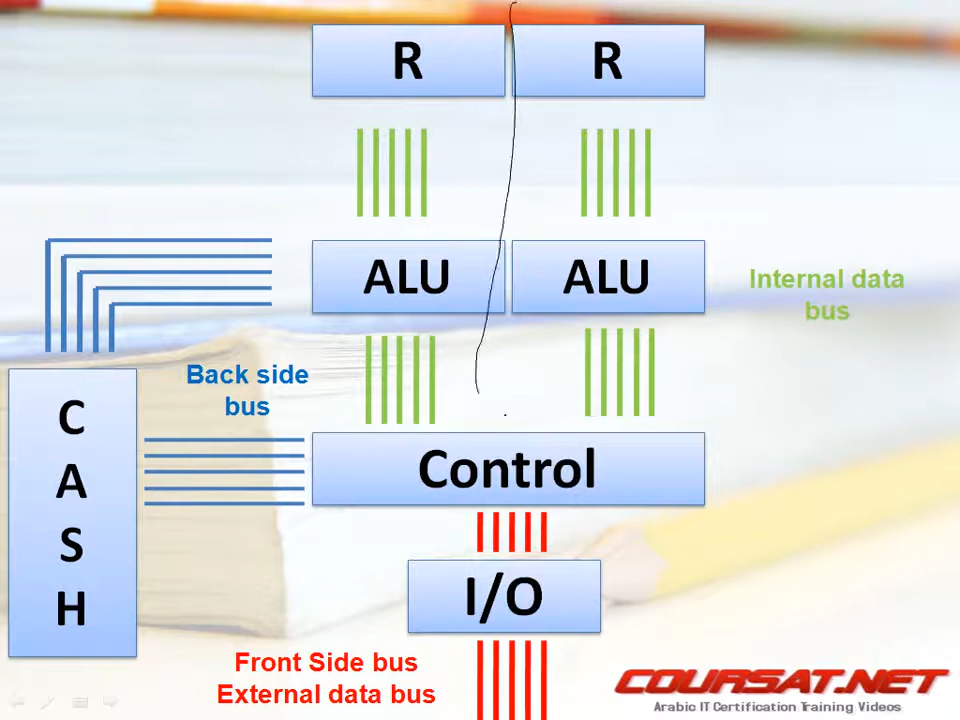 R
R
ALU
ALU
Internal data
bus
Back side
bus
C
A
S
H
Control
I/O
Front Side bus
External data bus
COURSAT.NET
Arabic IT Certification Training Videos